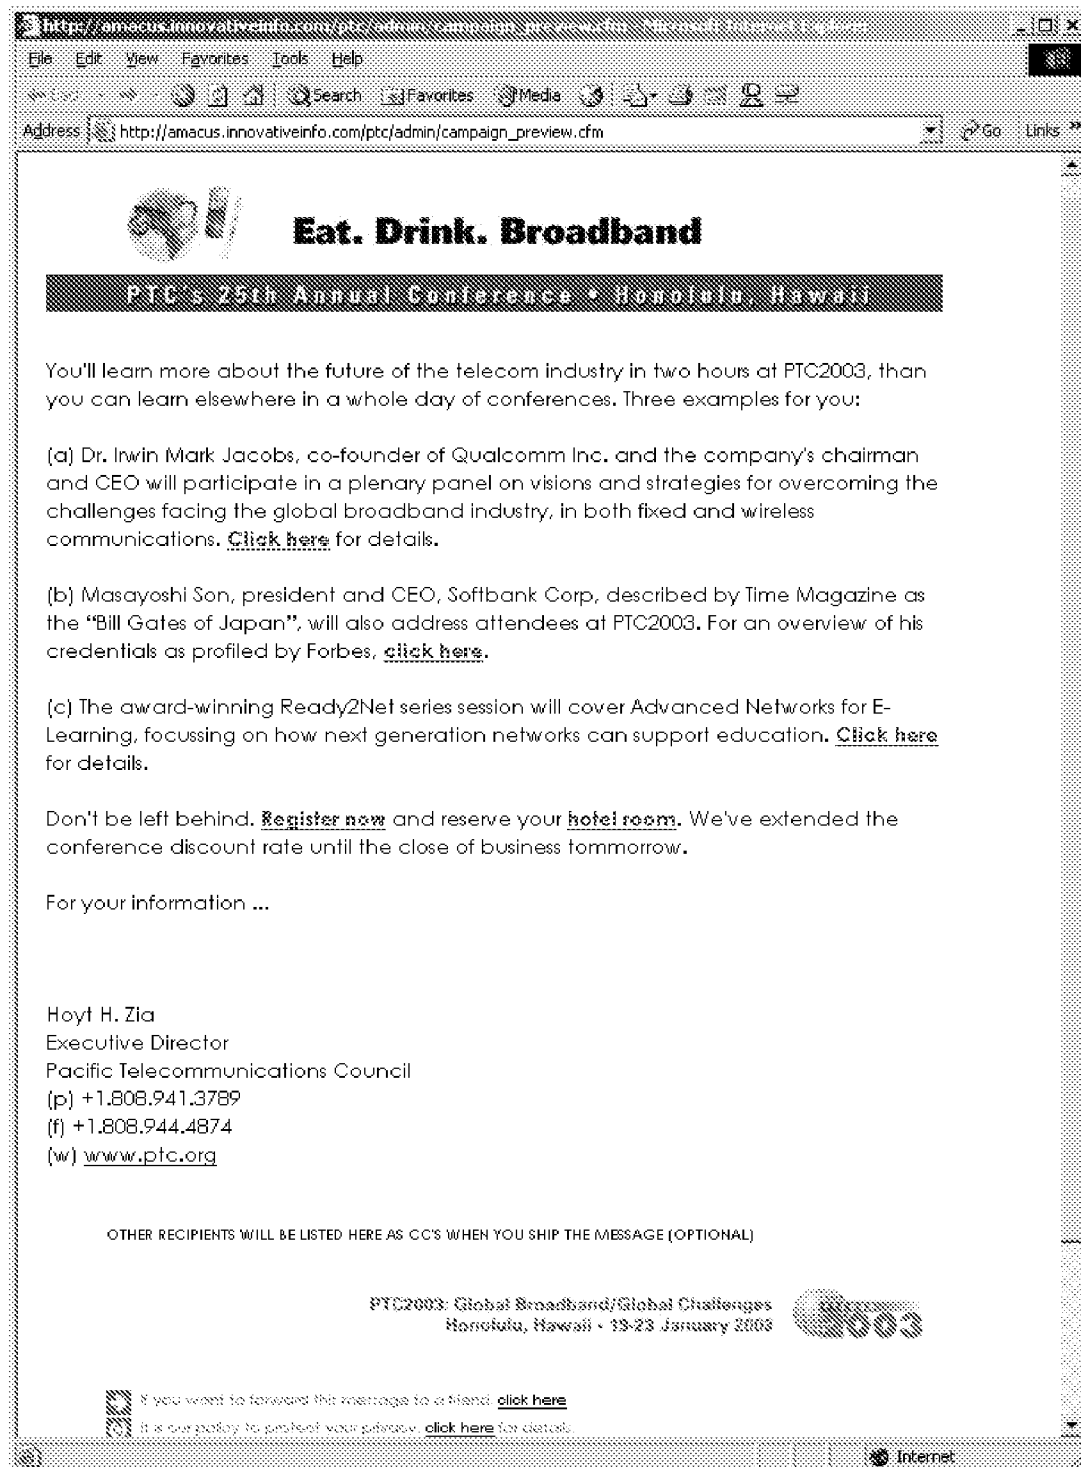 http://amacus.innovativeinfo.com/ptc/admin/campaign_preview.cfm - Microsoft Internet Explorer
File Edit View Favorites Tools Help
Search Favorites Media
Address http://amacus.innovativeinfo.com/ptc/admin/campaign_preview.cfm Go Links »
Eat. Drink. Broadband
PTC's 25th Annual Conference • Honolulu, Hawaii
You'll learn more about the future of the telecom industry in two hours at PTC2003, than
you can learn elsewhere in a whole day of conferences. Three examples for you:
(a) Dr. Irwin Mark Jacobs, co-founder of Qualcomm Inc. and the company's chairman
and CEO will participate in a plenary panel on visions and strategies for overcoming the
challenges facing the global broadband industry, in both fixed and wireless
communications. Click here for details.
(b) Masayoshi Son, president and CEO, Softbank Corp, described by Time Magazine as
the “Bill Gates of Japan”, will also address attendees at PTC2003. For an overview of his
credentials as profiled by Forbes, click here.
(c) The award-winning Ready2Net series session will cover Advanced Networks for E-
Learning, focussing on how next generation networks can support education. Click here
for details.
Don't be left behind. Register now and reserve your hotel room. We've extended the
conference discount rate until the close of business tommorrow.
For your information ...
Hoyt H. Zia
Executive Director
Pacific Telecommunications Council
(p) +1.808.941.3789
(f) +1.808.944.4874
(w) www.ptc.org
OTHER RECIPIENTS WILL BE LISTED HERE AS CC'S WHEN YOU SHIP THE MESSAGE (OPTIONAL)
PTC2003: Global Broadband/Global Challenges
Honolulu, Hawaii • 19-23 January 2003
2003
If you want to forward this message to a friend, click here
It is our policy to protect your privacy, click here for details.
Internet